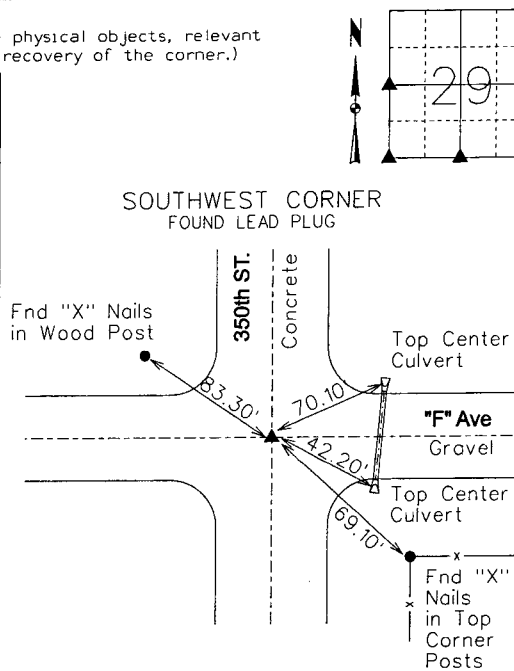 physical objects, relevant
recovery of the corner.)
N
29
SOUTHWEST CORNER
FOUND LEAD PLUG
350th ST.
Concrete
Fnd "X" Nails
in Wood Post
Top Center
Culvert
83.30'
70.10'
"F" Ave
Gravel
42.20'
69.10'
Top Center
Culvert
Fnd "X"
Nails
in Top
Corner
Posts
x
x